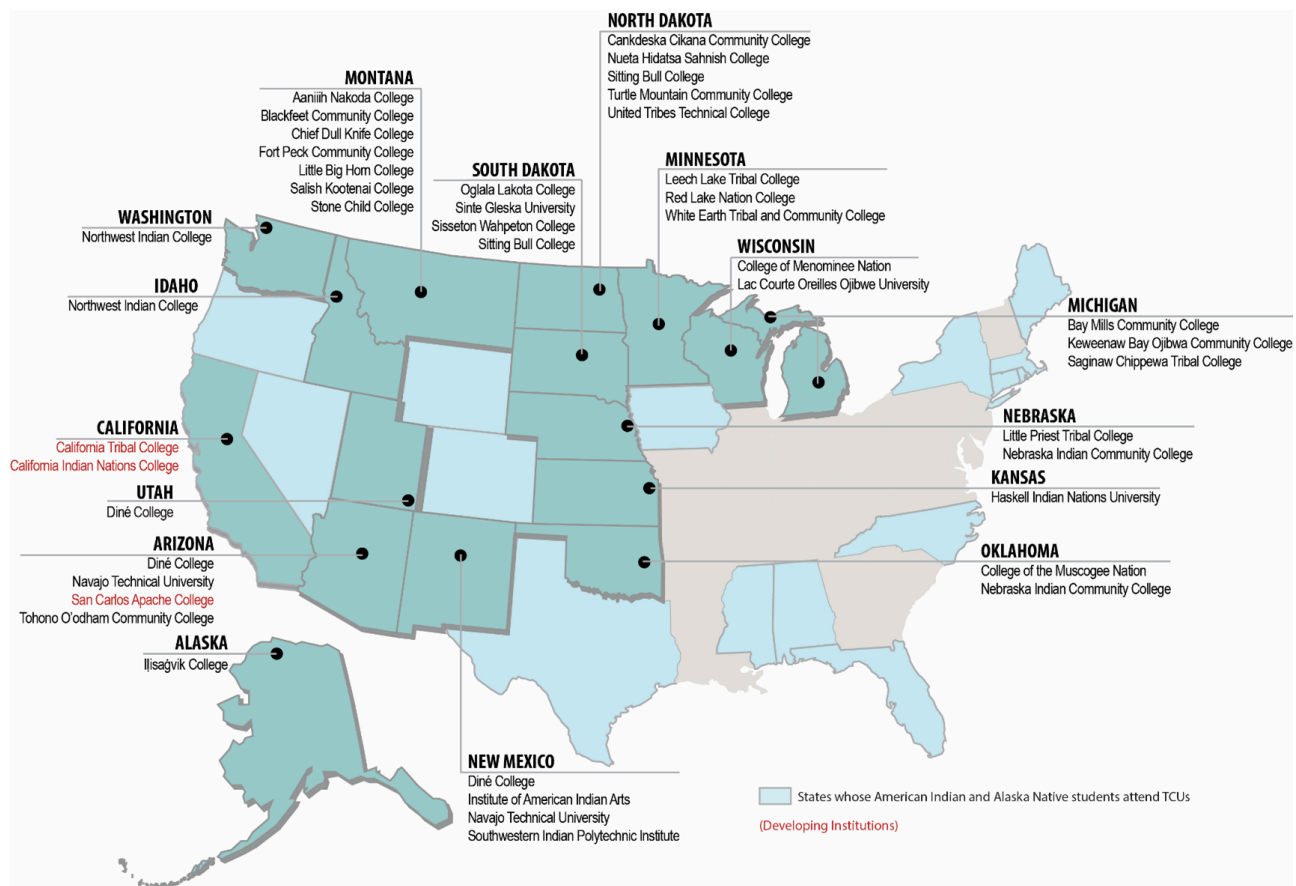 NORTH DAKOTA
Cankdeska Cikana Community College
Nueta Hidatsa Sahnish College
Sitting Bull College
Turtle Mountain Community College
United Tribes Technical College
MONTANA
Aaniiih Nakoda College
Blackfeet Community College
Chief Dull Knife College
Fort Peck Community College
Little Big Horn College
Salish Kootenai College
Stone Child College
SOUTH DAKOTA
Oglala Lakota College
Sinte Gleska University
Sisseton Wahpeton College
Sitting Bull College
MINNESOTA
Leech Lake Tribal College
Red Lake Nation College
White Earth Tribal and Community College
WASHINGTON
Northwest Indian College
WISCONSIN
College of Menominee Nation
Lac Courte Oreilles Ojibwe University
IDAHO
Northwest Indian College
MICHIGAN
Bay Mills Community College
Keweenaw Bay Ojibwa Community College
Saginaw Chippewa Tribal College
CALIFORNIA
California Tribal College
California Indian Nations College
NEBRASKA
Little Priest Tribal College
Nebraska Indian Community College
UTAH
Diné College
KANSAS
Haskell Indian Nations University
ARIZONA
Diné College
Navajo Technical University
San Carlos Apache College
Tohono O'odham Community College
OKLAHOMA
College of the Muscogee Nation
Nebraska Indian Community College
ALASKA
Iḷisaġvik College
NEW MEXICO
Diné College
Institute of American Indian Arts
Navajo Technical University
Southwestern Indian Polytechnic Institute
States whose American Indian and Alaska Native students attend TCUs
(Developing Institutions)